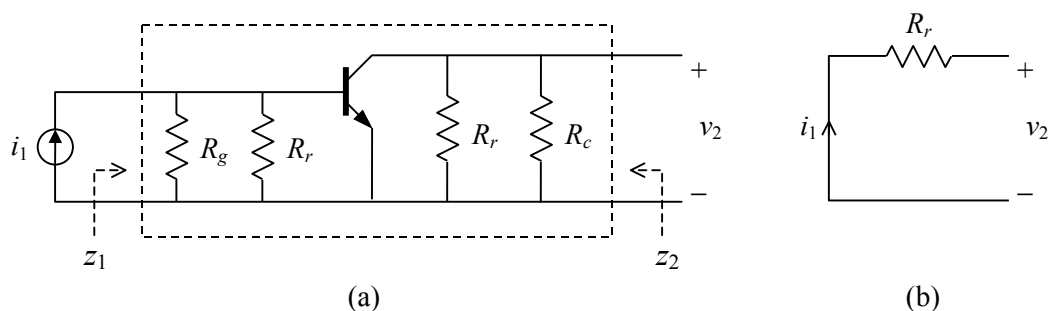 R_r
+ +
i_1 R_g R_r R_r R_c v_2 i_1 v_2
− −
z_1 z_2
(a) (b)